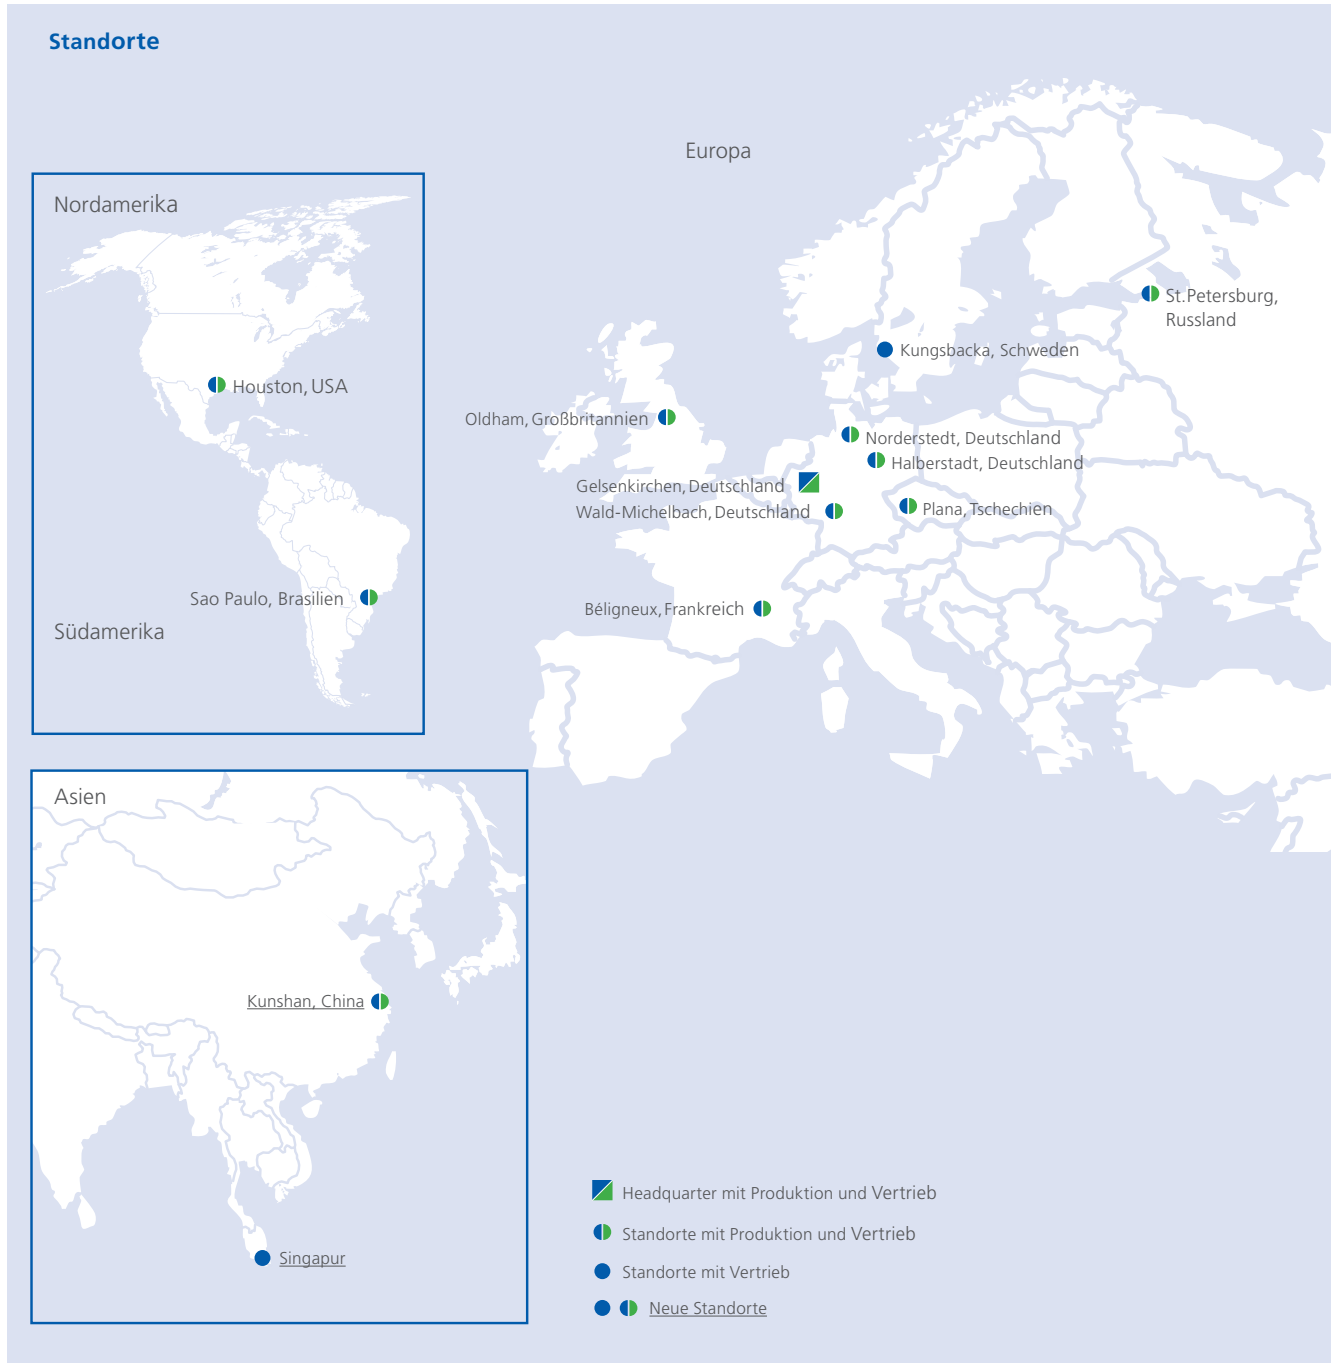 Standorte
Europa
Nordamerika
St.Petersburg,
Russland
Kungsbacka, Schweden
Houston, USA
Oldham, Großbritannien
Norderstedt, Deutschland
Halberstadt, Deutschland
Gelsenkirchen, Deutschland
Wald-Michelbach, Deutschland
Plana, Tschechien
Sao Paulo, Brasilien
Béligneux, Frankreich
Südamerika
Asien
Kunshan, China
Singapur
Headquarter mit Produktion und Vertrieb
Standorte mit Produktion und Vertrieb
Standorte mit Vertrieb
Neue Standorte